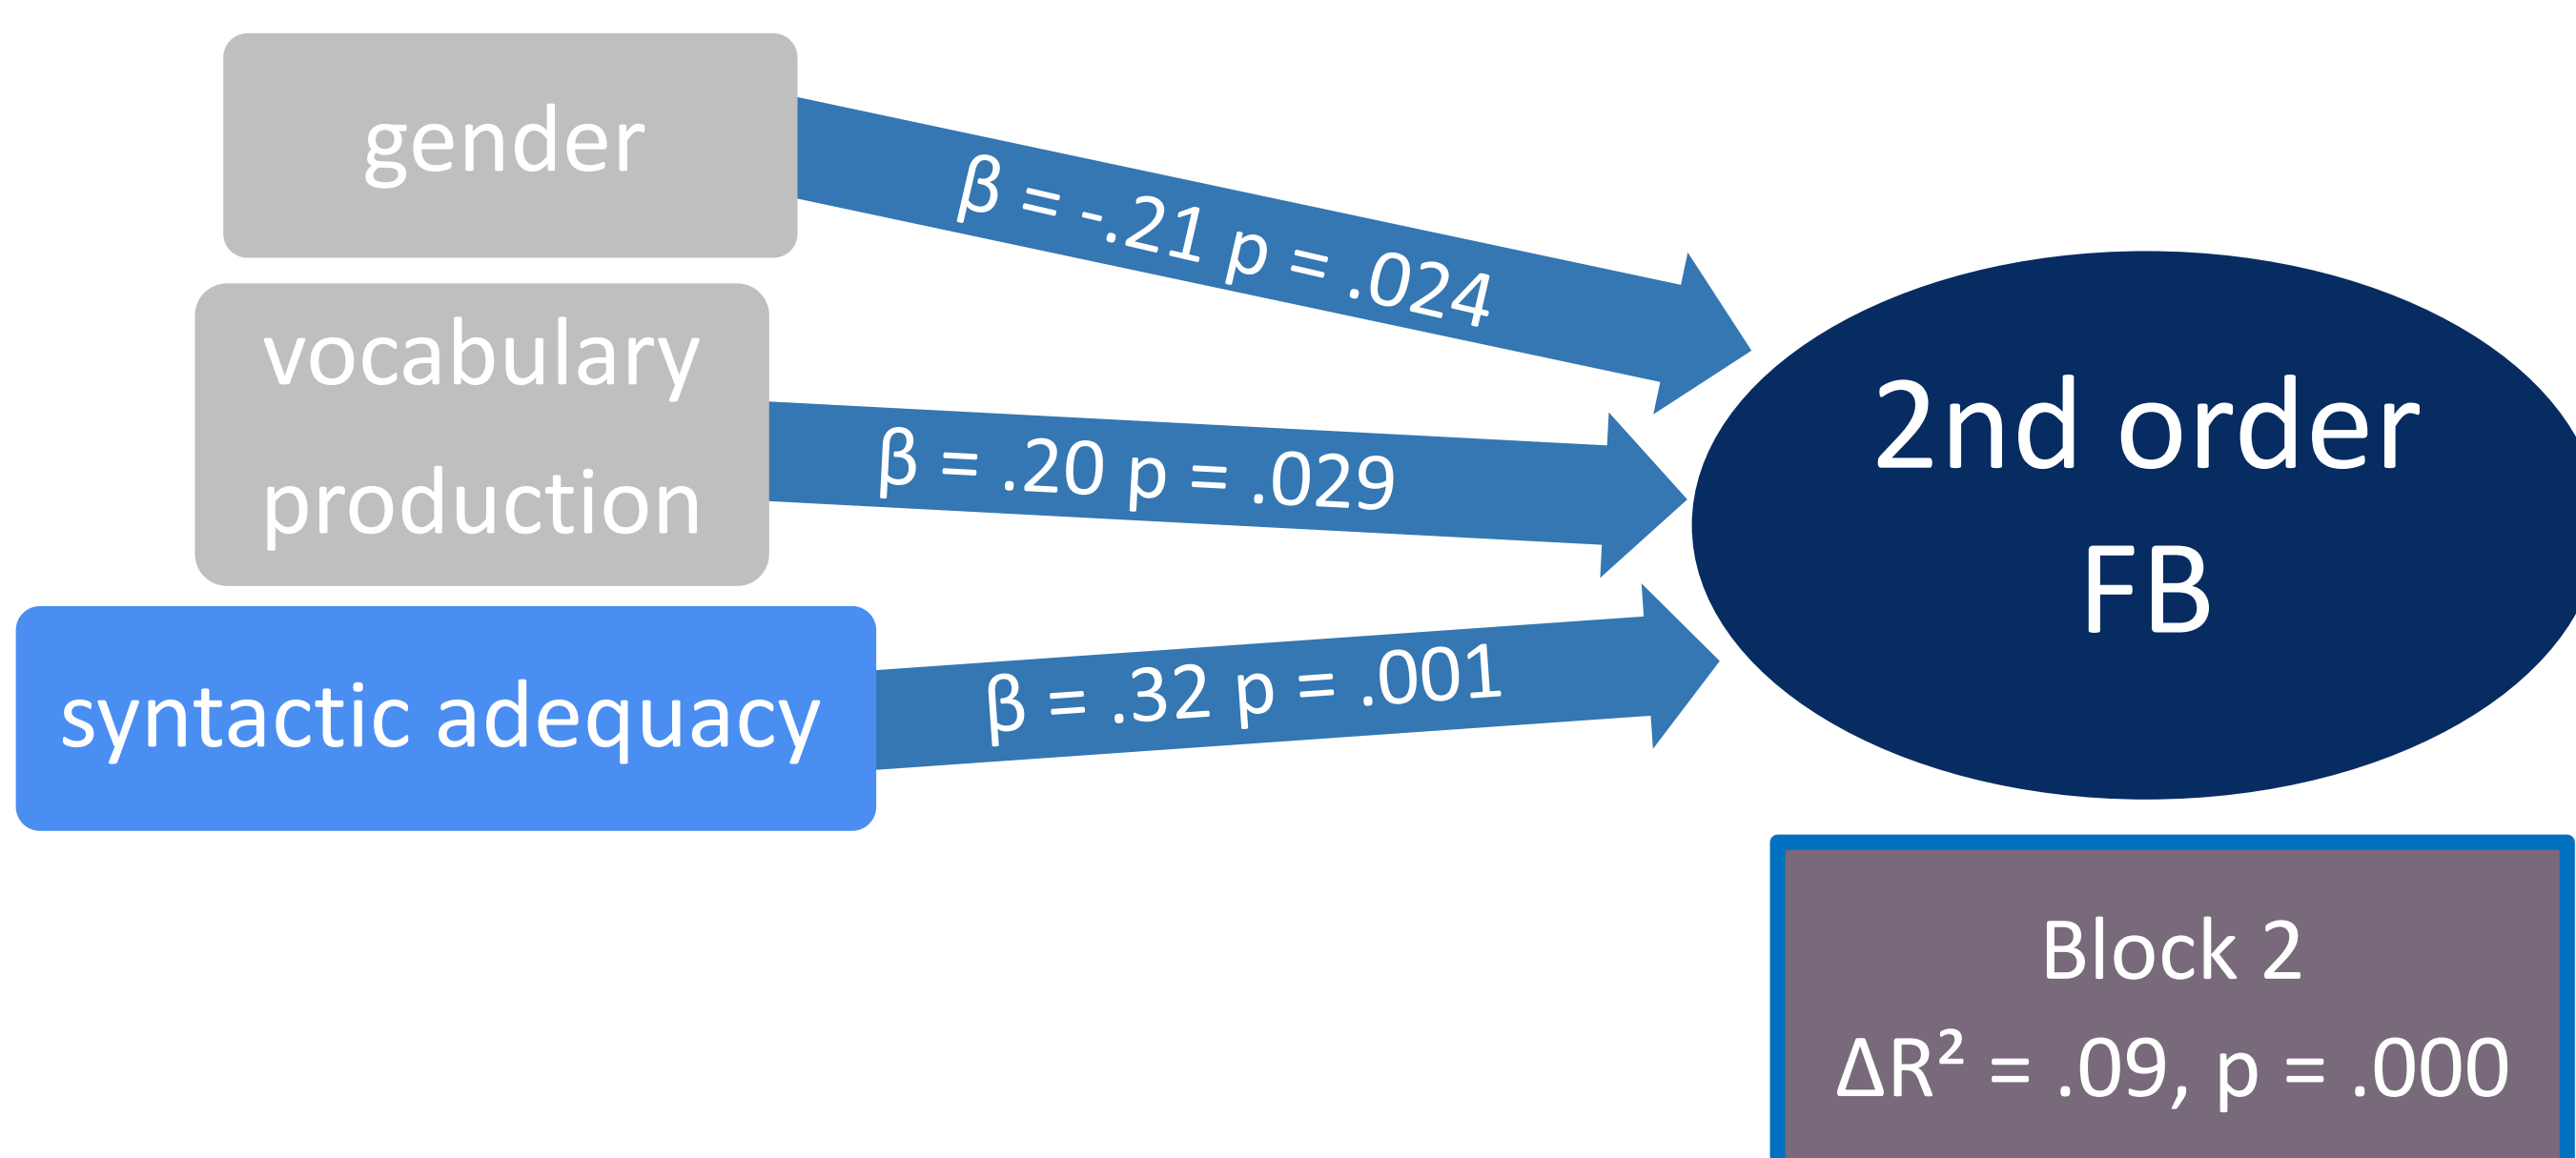 gender
β = -.21 p = .024
vocabulary
production
β = .20 p = .029
syntactic adequacy
β = .32 p = .001
2nd order
FB
Block 2
ΔR² = .09, p = .000